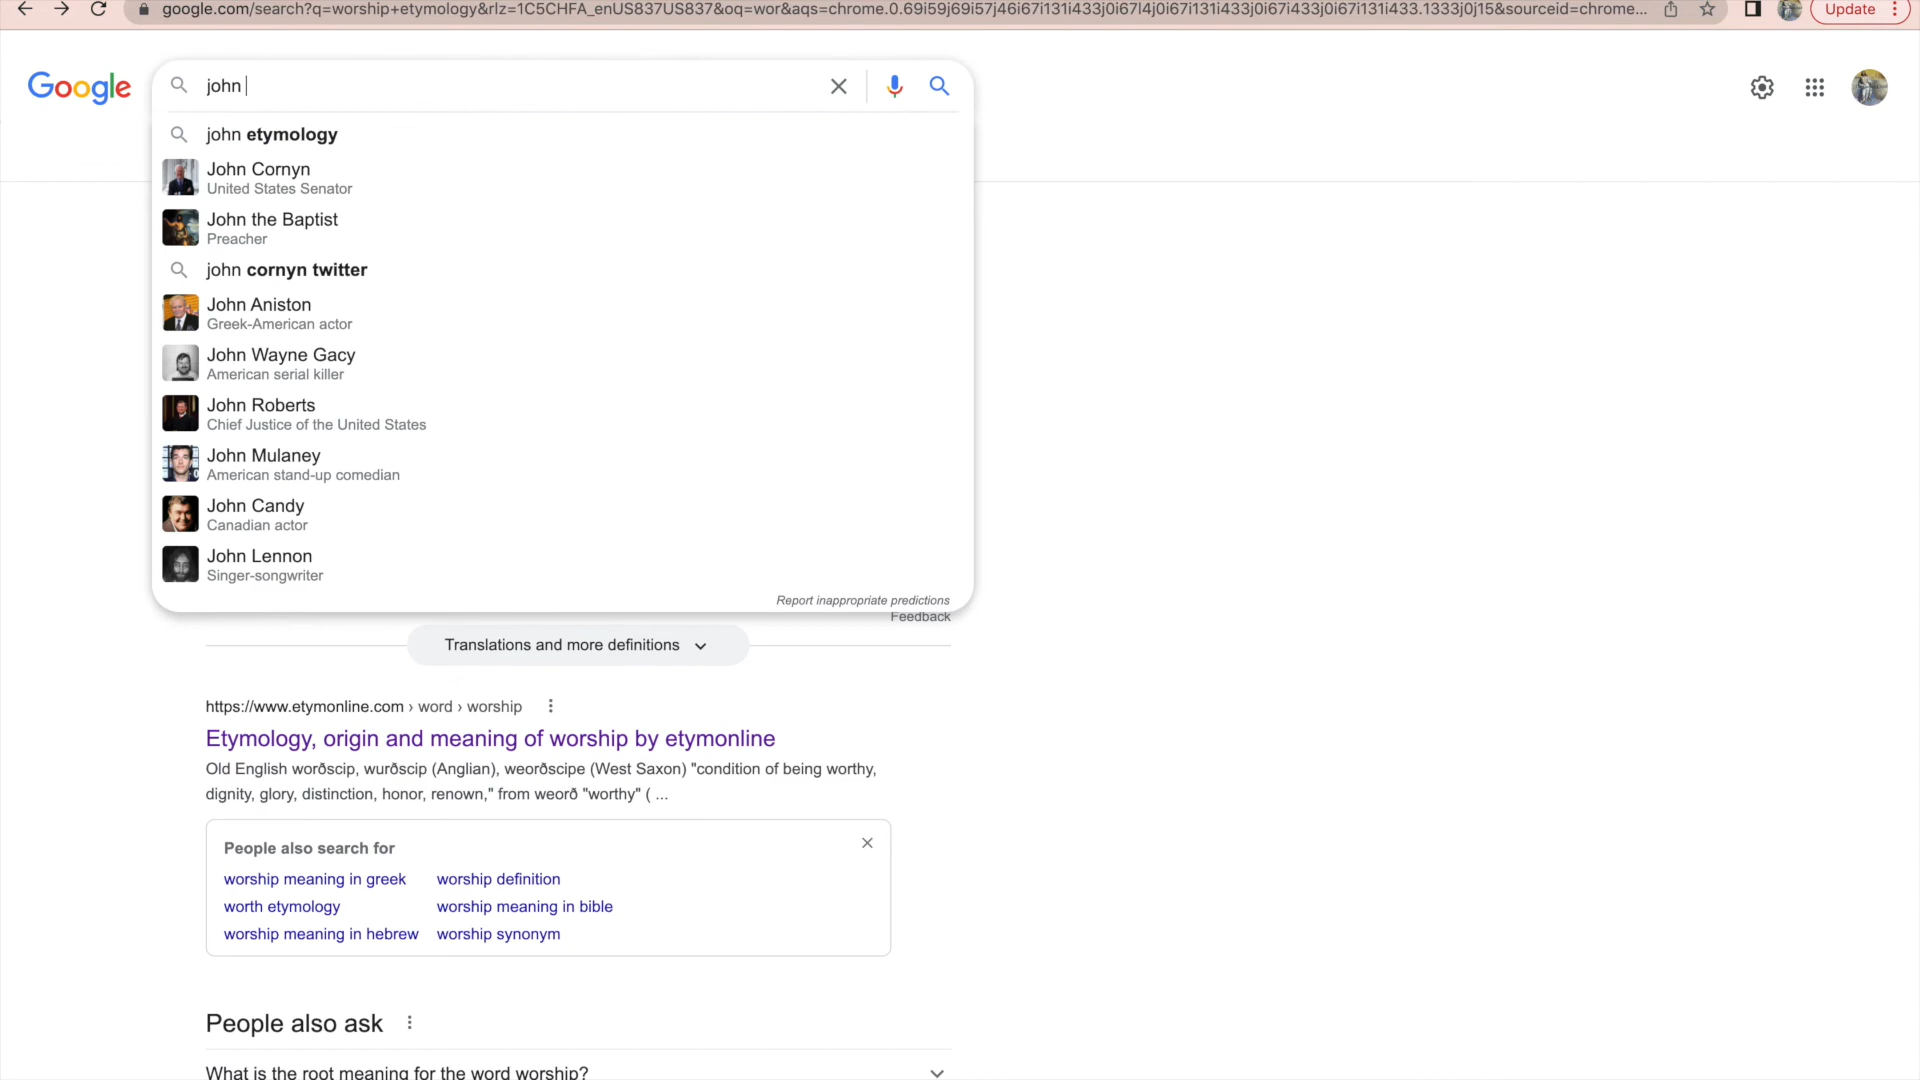 google.com/search?q=worship+etymology&rlz=1C5CHFA_enUS837US837&oq=wor&aqs=chrome.0.69i59j69i57j46i67i131i433j0i67l4j0i67i131i433j0i67i433j0i67i131i433.1333j0j15&sourceid=chrome...
Update
Google
john
john etymology
John Cornyn
United States Senator
John the Baptist
Preacher
john cornyn twitter
John Aniston
Greek-American actor
John Wayne Gacy
American serial killer
John Roberts
Chief Justice of the United States
John Mulaney
American stand-up comedian
John Candy
Canadian actor
John Lennon
Singer-songwriter
Report inappropriate predictions
Feedback
Translations and more definitions
https://www.etymonline.com › word › worship
Etymology, origin and meaning of worship by etymonline
Old English worðscip, wurðscip (Anglian), weorðscipe (West Saxon) "condition of being worthy,
dignity, glory, distinction, honor, renown," from weorð "worthy" ( ...
People also search for
worship meaning in greek worship definition
worth etymology worship meaning in bible
worship meaning in hebrew worship synonym
People also ask
What is the root meaning for the word worship?